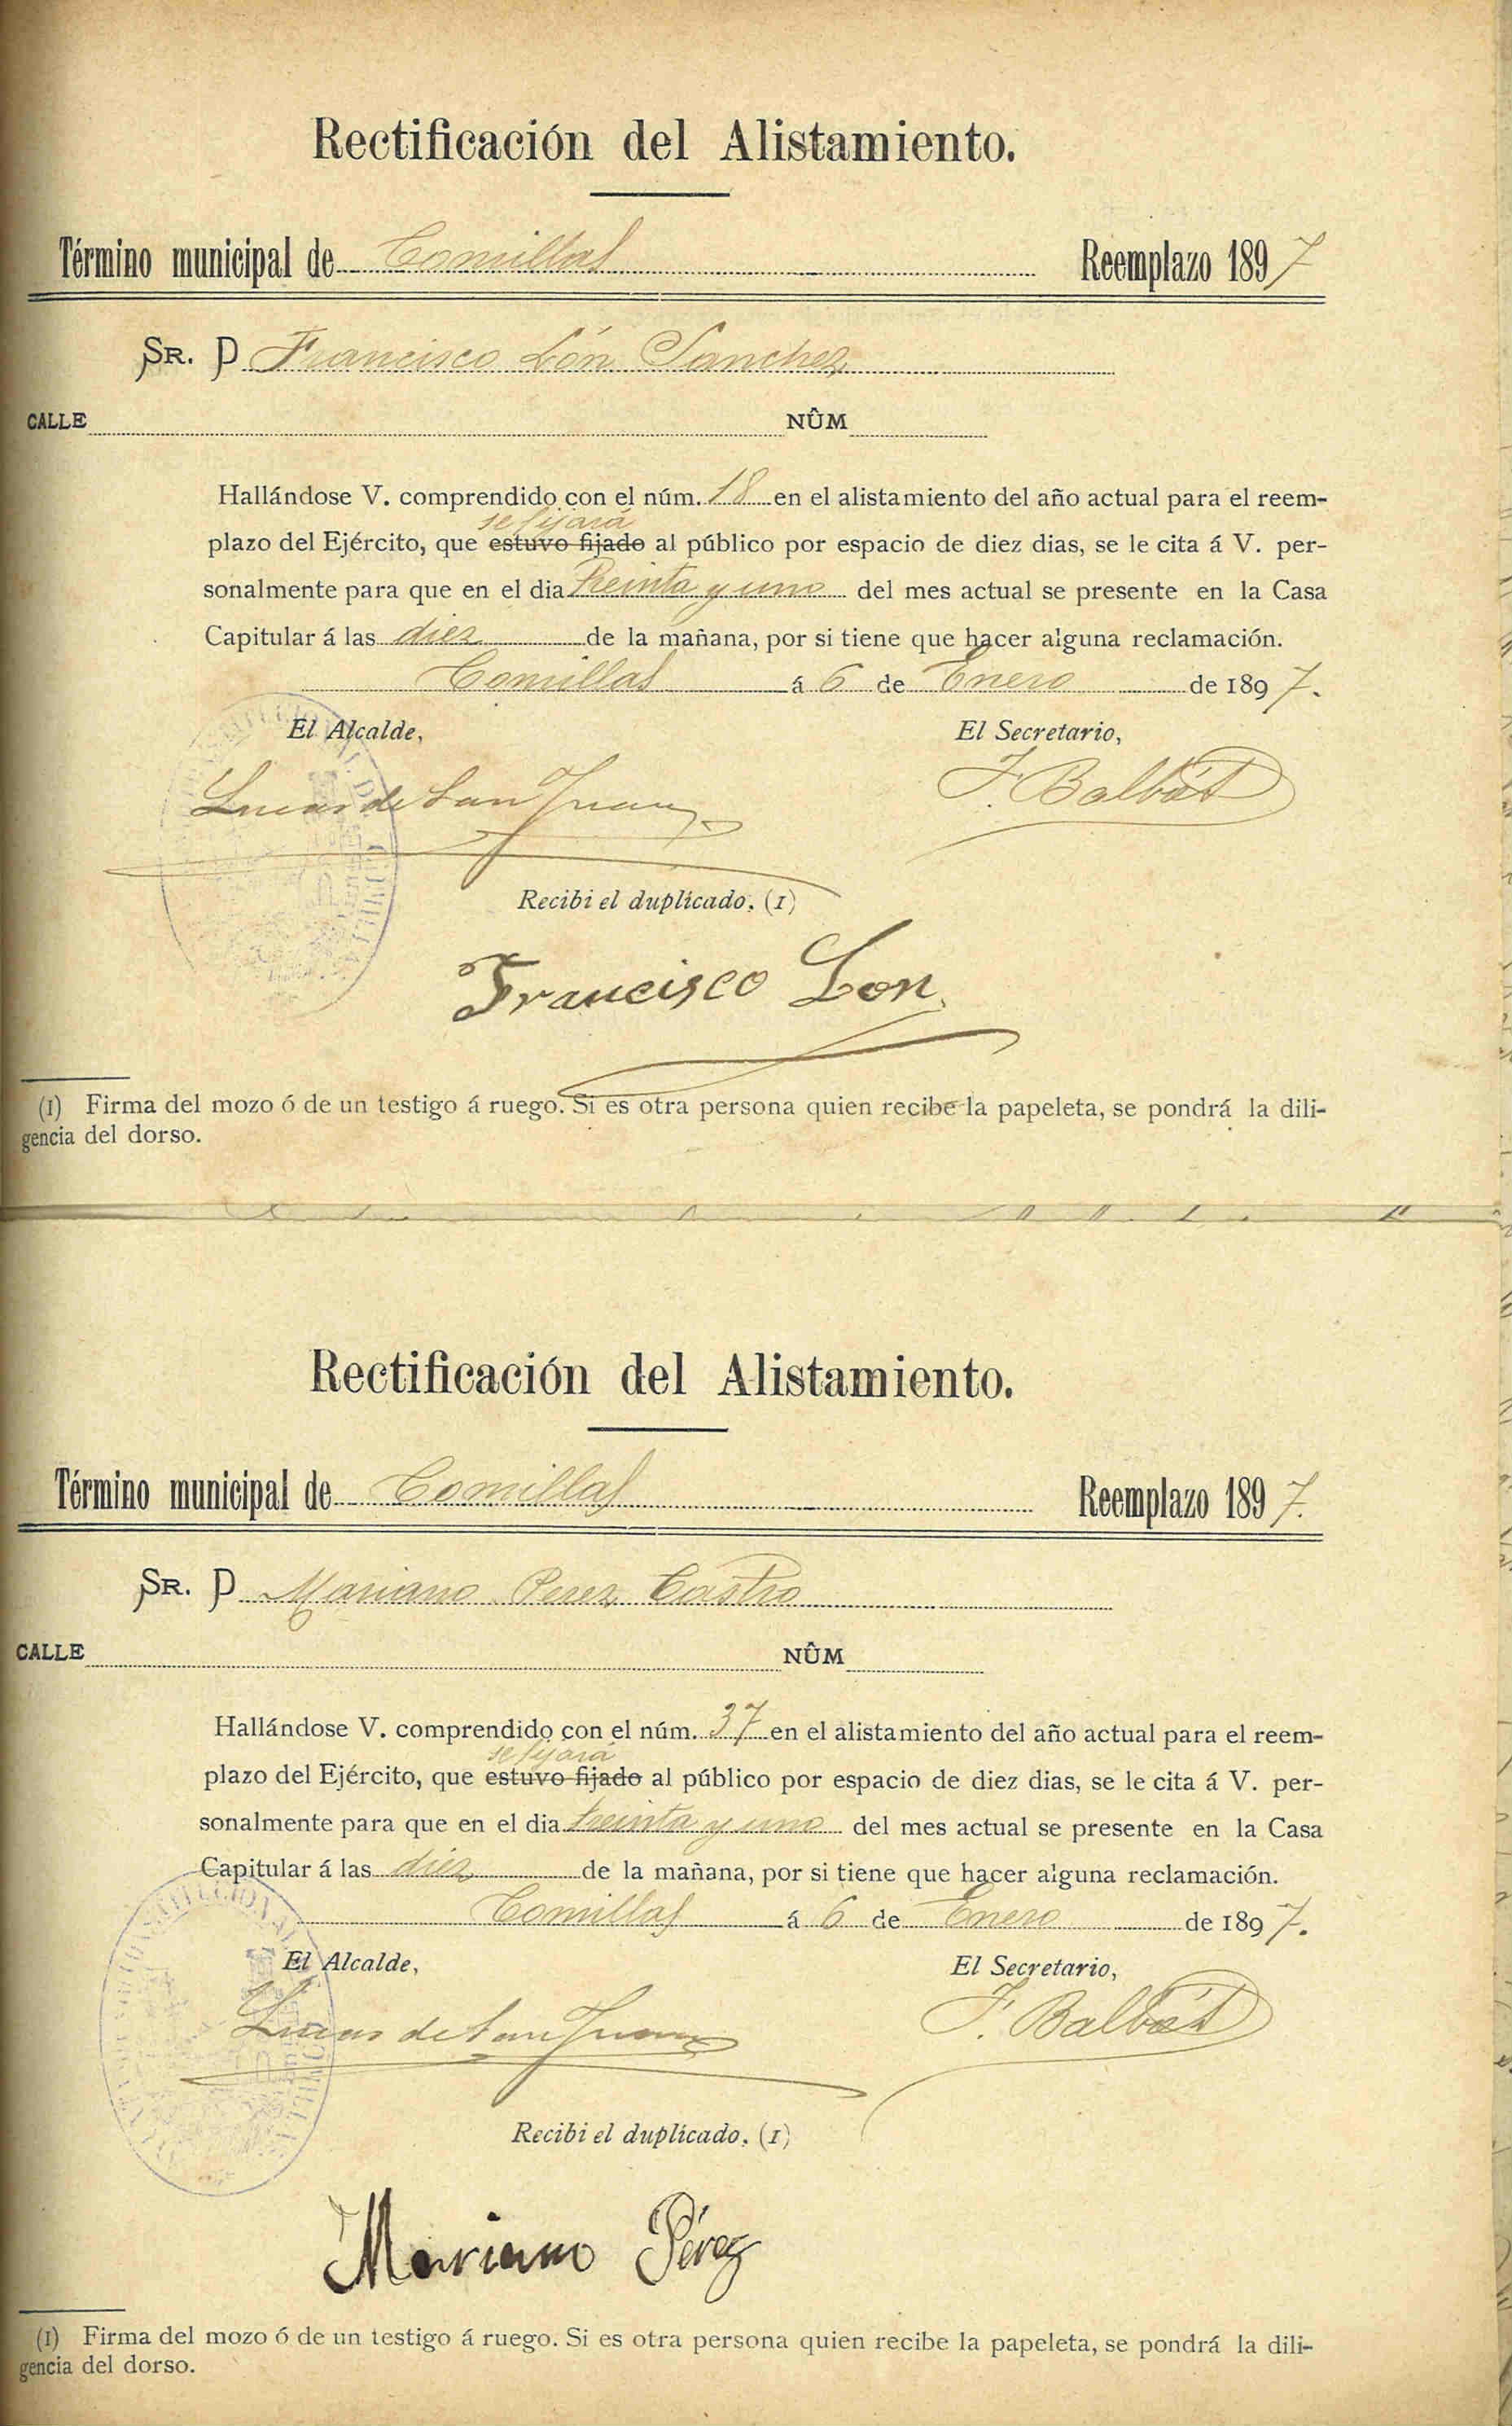 Rectificación del Alistamiento.
Término municipal de Comillas Reemplazo 1897
SR. D Francisco Lón Sanchez
CALLE NÚM
Hallándose V. comprendido con el núm. 18 en el alistamiento del año actual para el reem-
se fijará
plazo del Ejército, que estuvo fijado al público por espacio de diez dias, se le cita á V. per-
sonalmente para que en el dia treinta y uno del mes actual se presente en la Casa
Capitular á las diez de la mañana, por si tiene que hacer alguna reclamación.
Comillas á 6 de Enero de 1897.
El Alcalde, El Secretario,
Lucas de San Juan F. Balbás
Recibi el duplicado, (1)
Francisco Lon
(1) Firma del mozo ó de un testigo á ruego. Si es otra persona quien recibe la papeleta, se pondrá la dili-
gencia del dorso.
Rectificación del Alistamiento.
Término municipal de Comillas Reemplazo 1897.
SR. D Mariano Perez Castro
CALLE NÚM
Hallándose V. comprendido con el núm. 37 en el alistamiento del año actual para el reem-
se fijará
plazo del Ejército, que estuvo fijado al público por espacio de diez dias, se le cita á V. per-
sonalmente para que en el dia treinta y uno del mes actual se presente en la Casa
Capitular á las diez de la mañana, por si tiene que hacer alguna reclamación.
Comillas á 6 de Enero de 1897.
El Alcalde, El Secretario,
Lucas de San Juan F. Balbás
Recibi el duplicado, (1)
Mariano Pérez
(1) Firma del mozo ó de un testigo á ruego. Si es otra persona quien recibe la papeleta, se pondrá la dili-
gencia del dorso.